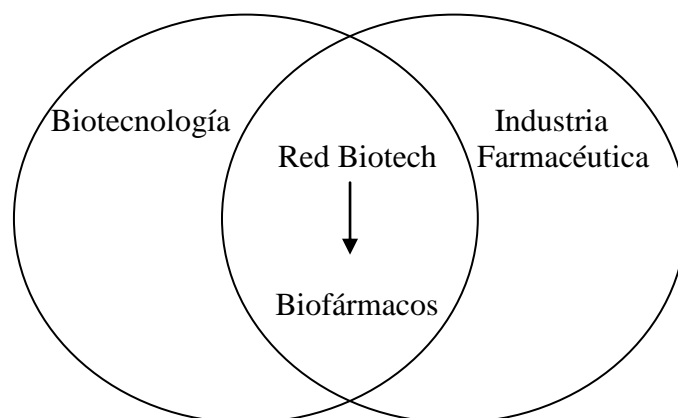 Biotecnología
Industria
Farmacéutica
Red Biotech
Biofármacos